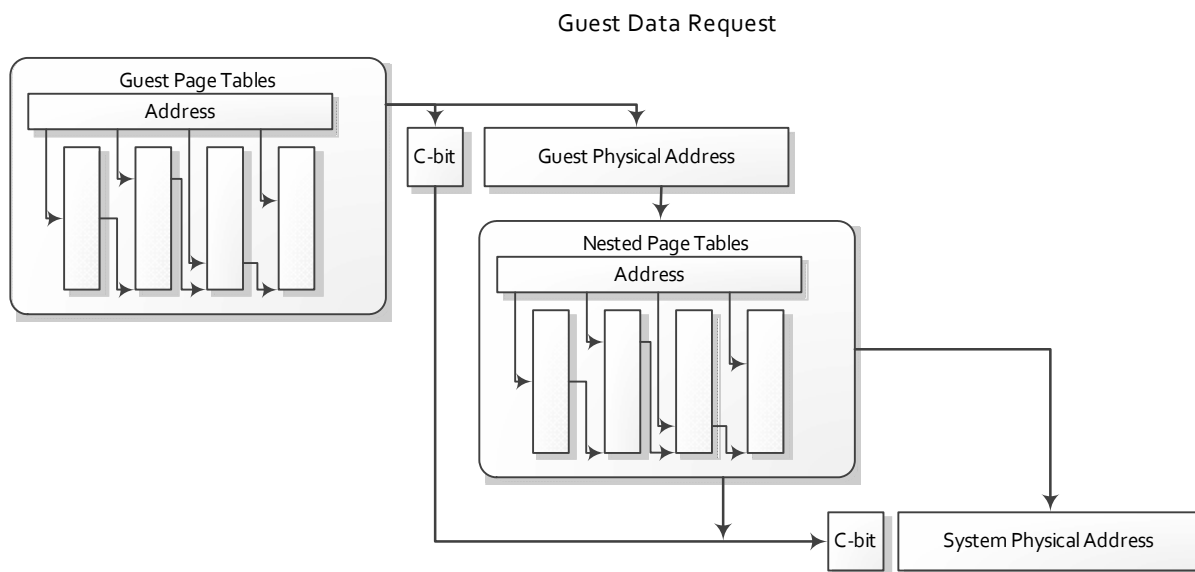 Guest Data Request
Guest Page Tables
Address
C-bit
Guest Physical Address
Nested Page Tables
Address
C-bit
System Physical Address